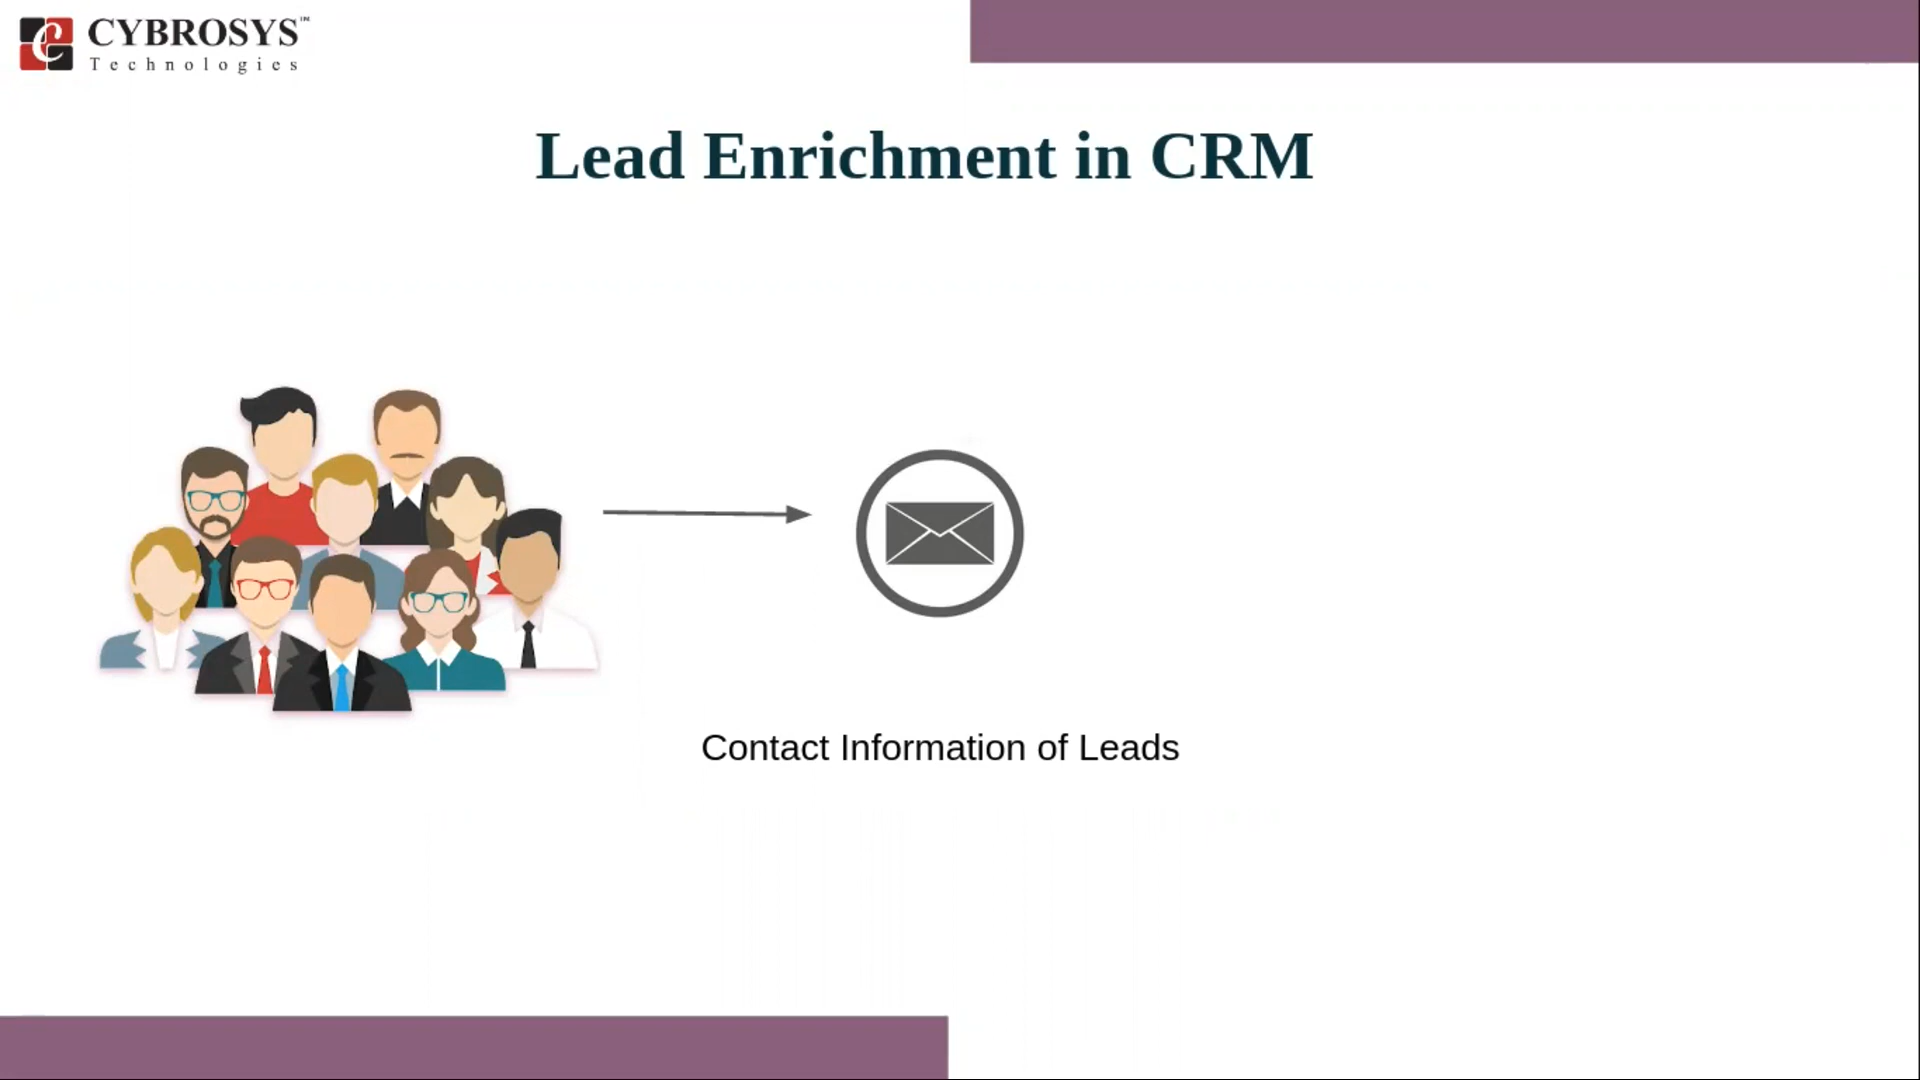 CYBROSYS™
Technologies
Lead Enrichment in CRM
Contact Information of Leads